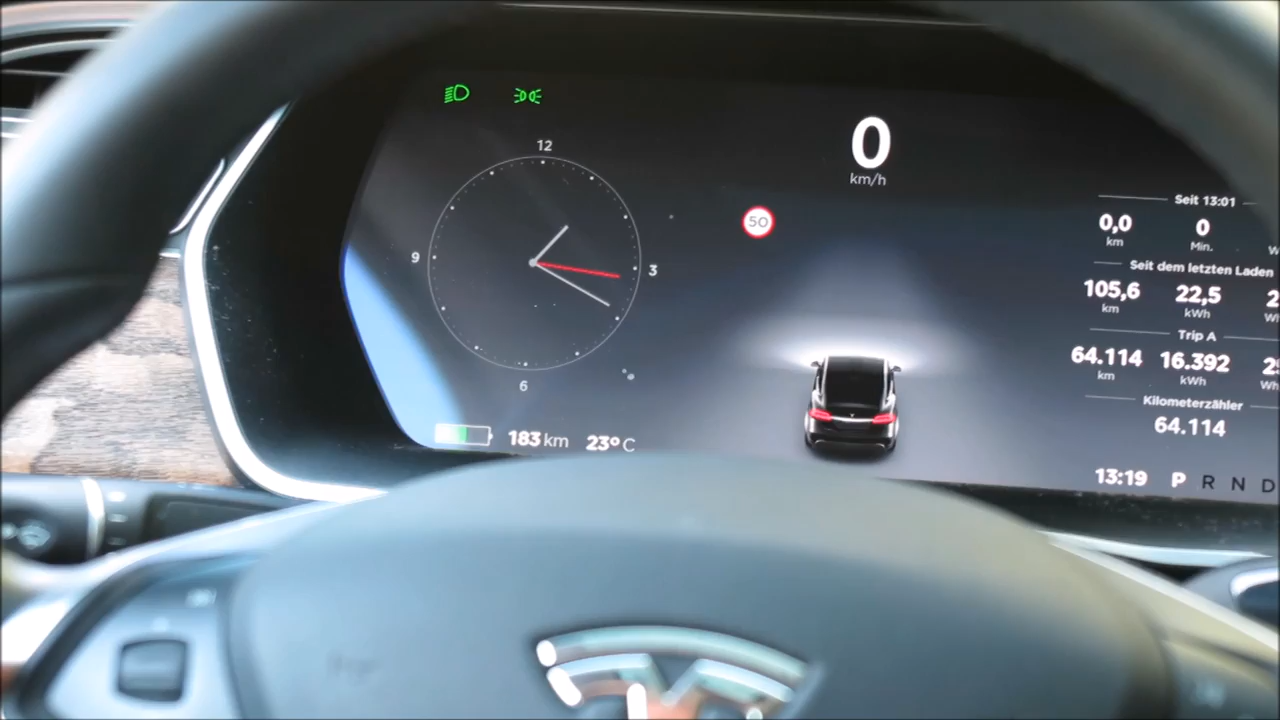 12
9
3
6
183 km 23° C
0
km/h
50
Seit 13:01
0,0 0
km Min.
Seit dem letzten Laden
105,6 22,5
km kWh
Trip A
64.114 16.392
km kWh
Kilometerzähler
64.114
13:19 P R N D